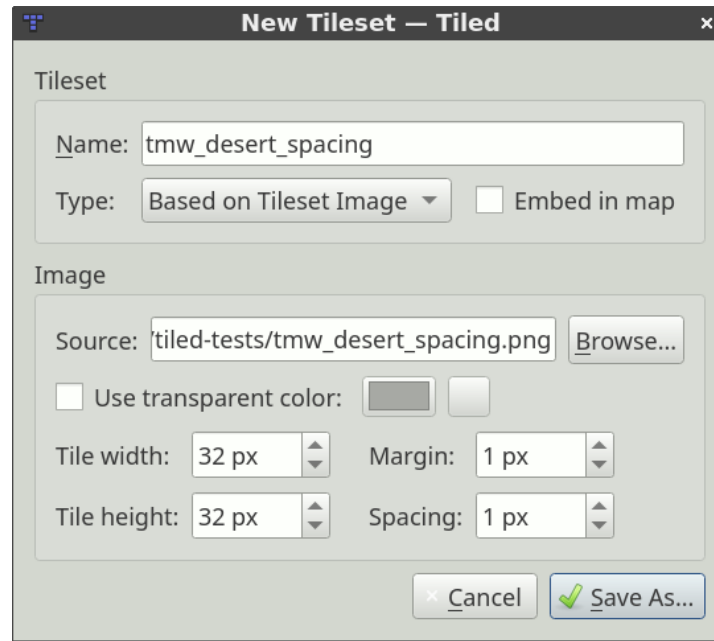 New Tileset — Tiled
Tileset
Name: tmw_desert_spacing
Type: Based on Tileset Image Embed in map
Image
Source: /tiled-tests/tmw_desert_spacing.png Browse...
Use transparent color:
Tile width: 32 px Margin: 1 px
Tile height: 32 px Spacing: 1 px
Cancel Save As...